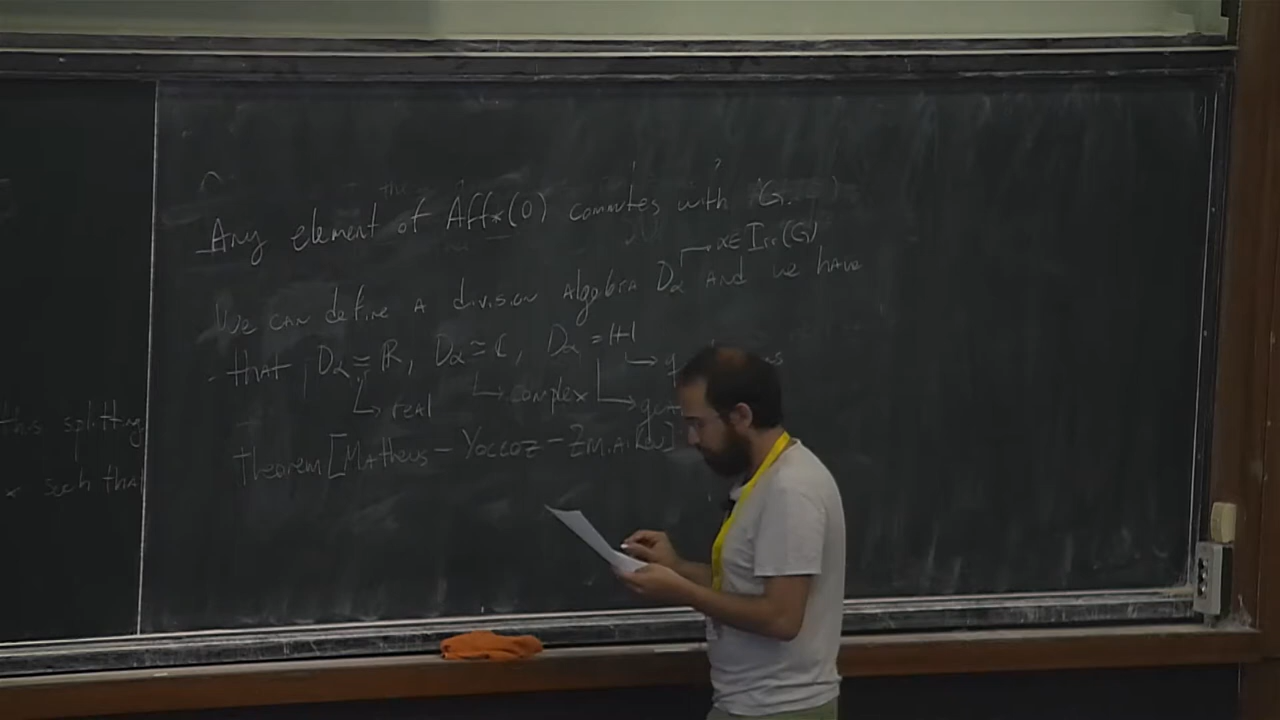 this splitting
such that
Any element of Aff*(O) commutes with G.
→ α ∈ Irr(G)
We can define a division algebra Dα and we have
that Dα ≃ ℝ, Dα ≃ ℂ, Dα = ℍ
↳ real ↳ complex
Theorem [Matheus - Yoccoz - Zmiaikou]